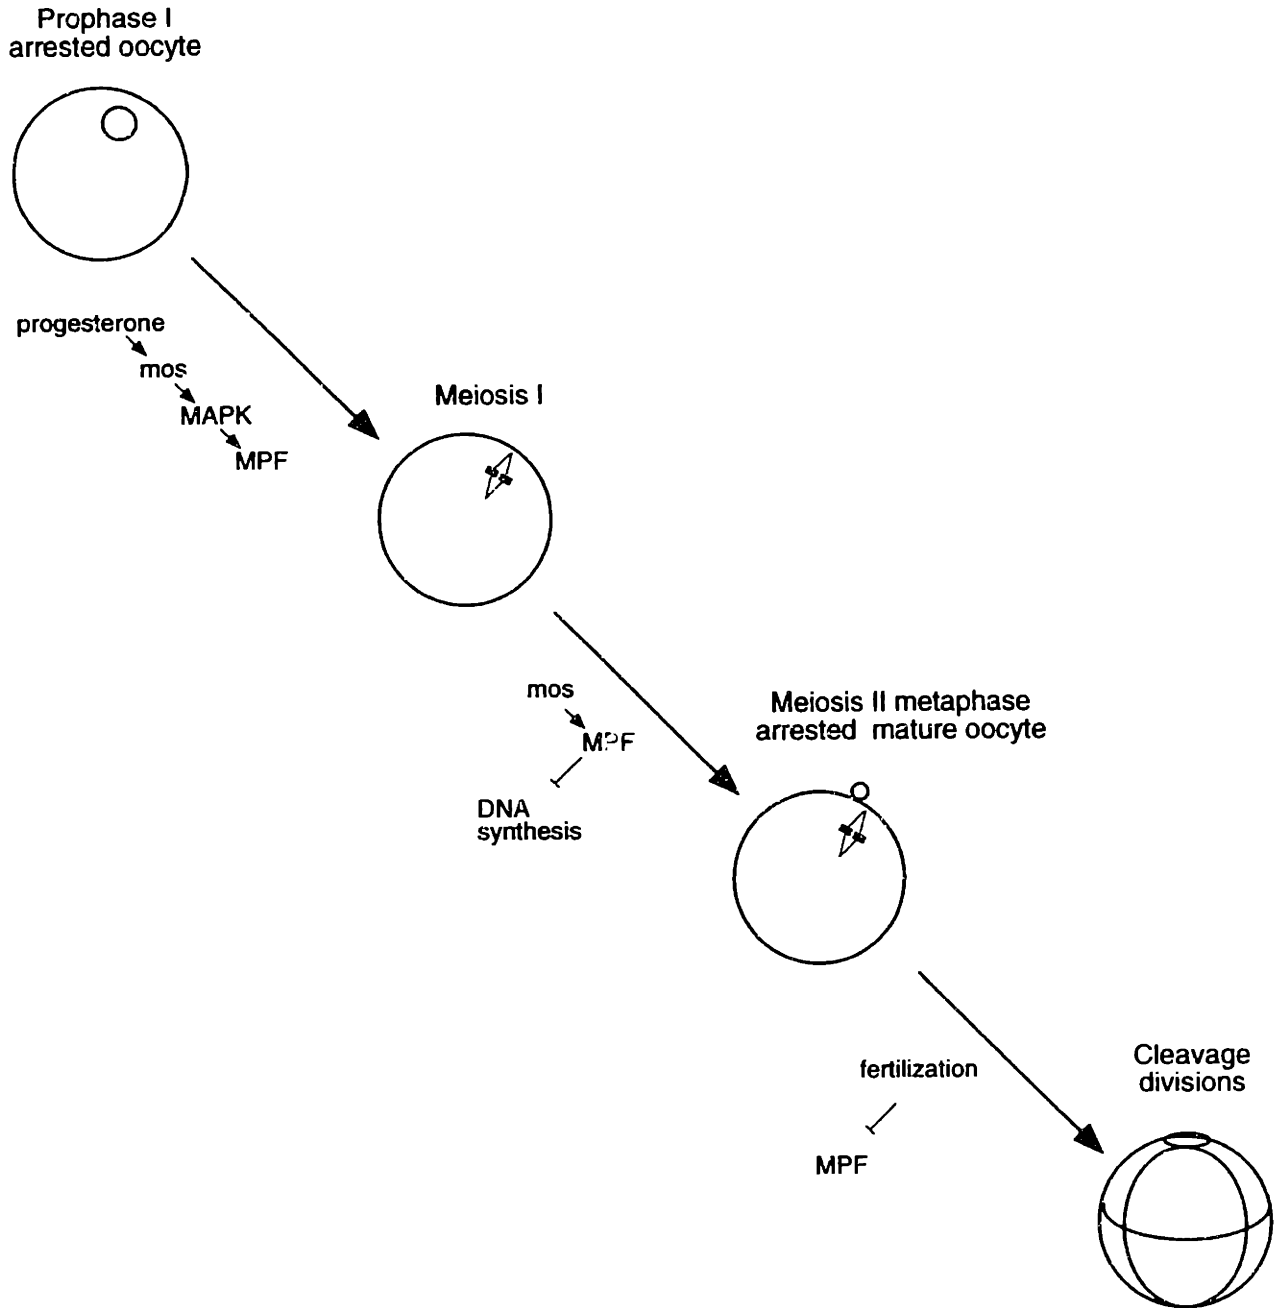 Prophase I
arrested oocyte
progesterone
mos
MAPK
MPF
Meiosis I
mos
MPF
DNA
synthesis
Meiosis II metaphase
arrested mature oocyte
fertilization
MPF
Cleavage
divisions